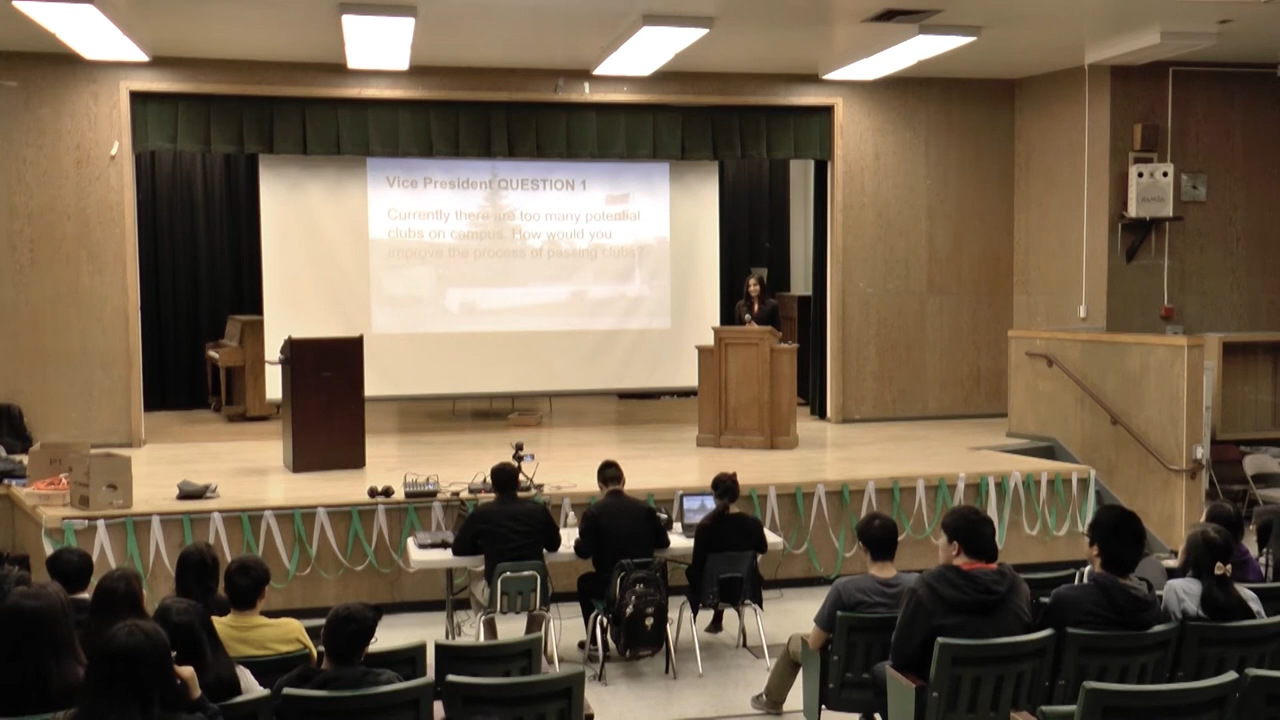 Vice President QUESTION 1
Currently there are too many potential
clubs on campus. How would you
improve the process of passing clubs?